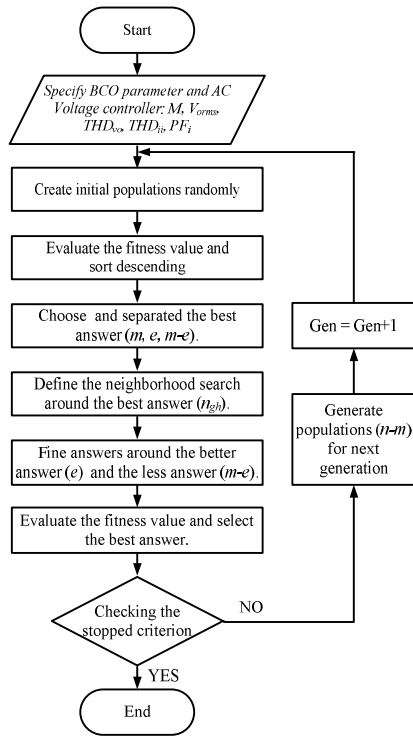 Start
Specify BCO parameter and AC
Voltage controller: M, Vorms,
THDvo, THDii, PFi
Create initial populations randomly
Evaluate the fitness value and
sort descending
Choose and separated the best
answer (m, e, m-e).
Define the neighborhood search
around the best answer (ngh).
Fine answers around the better
answer (e) and the less answer (m-e).
Evaluate the fitness value and select
the best answer.
Checking the
stopped criterion
NO
YES
End
Generate
populations (n-m)
for next
generation
Gen = Gen+1